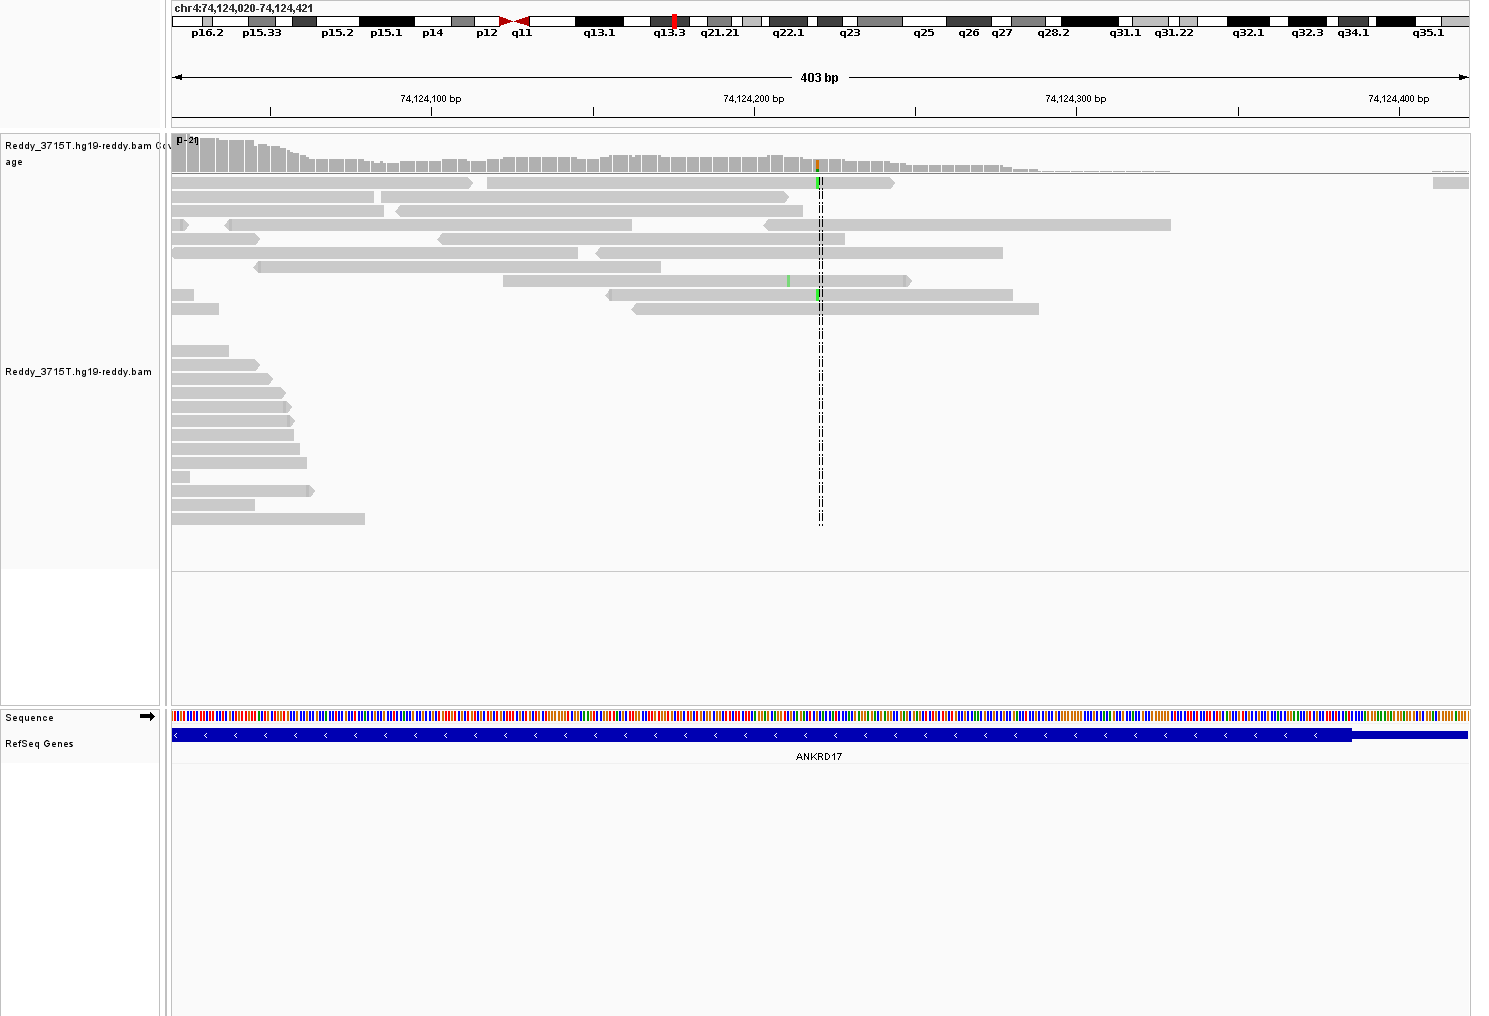 chr4:74,124,020-74,124,421
p16.2 p15.33 p15.2 p15.1 p14 p12 q11 q13.1 q13.3 q21.21 q22.1 q23 q25 q26 q27 q28.2 q31.1 q31.22 q32.1 q32.3 q34.1 q35.1
403 bp
74,124,100 bp 74,124,200 bp 74,124,300 bp 74,124,400 bp
[0-21]
Reddy_3715T.hg19-reddy.bam Cov
age
Reddy_3715T.hg19-reddy.bam
Sequence
RefSeq Genes
ANKRD17